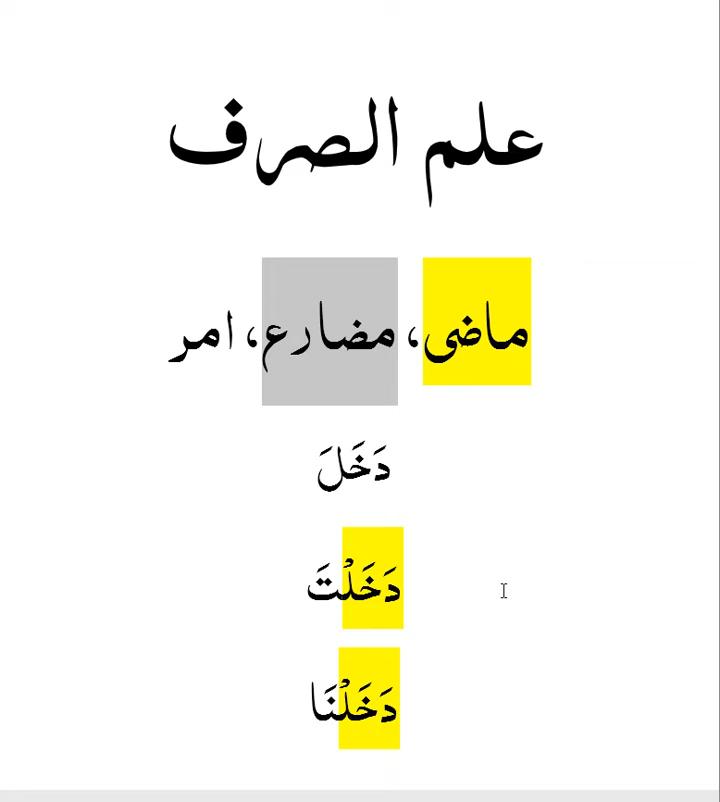 علم الصرف
ماضی، مضارع، امر
دَخَلَ
دَخَلْتَ
دَخَلْنَا